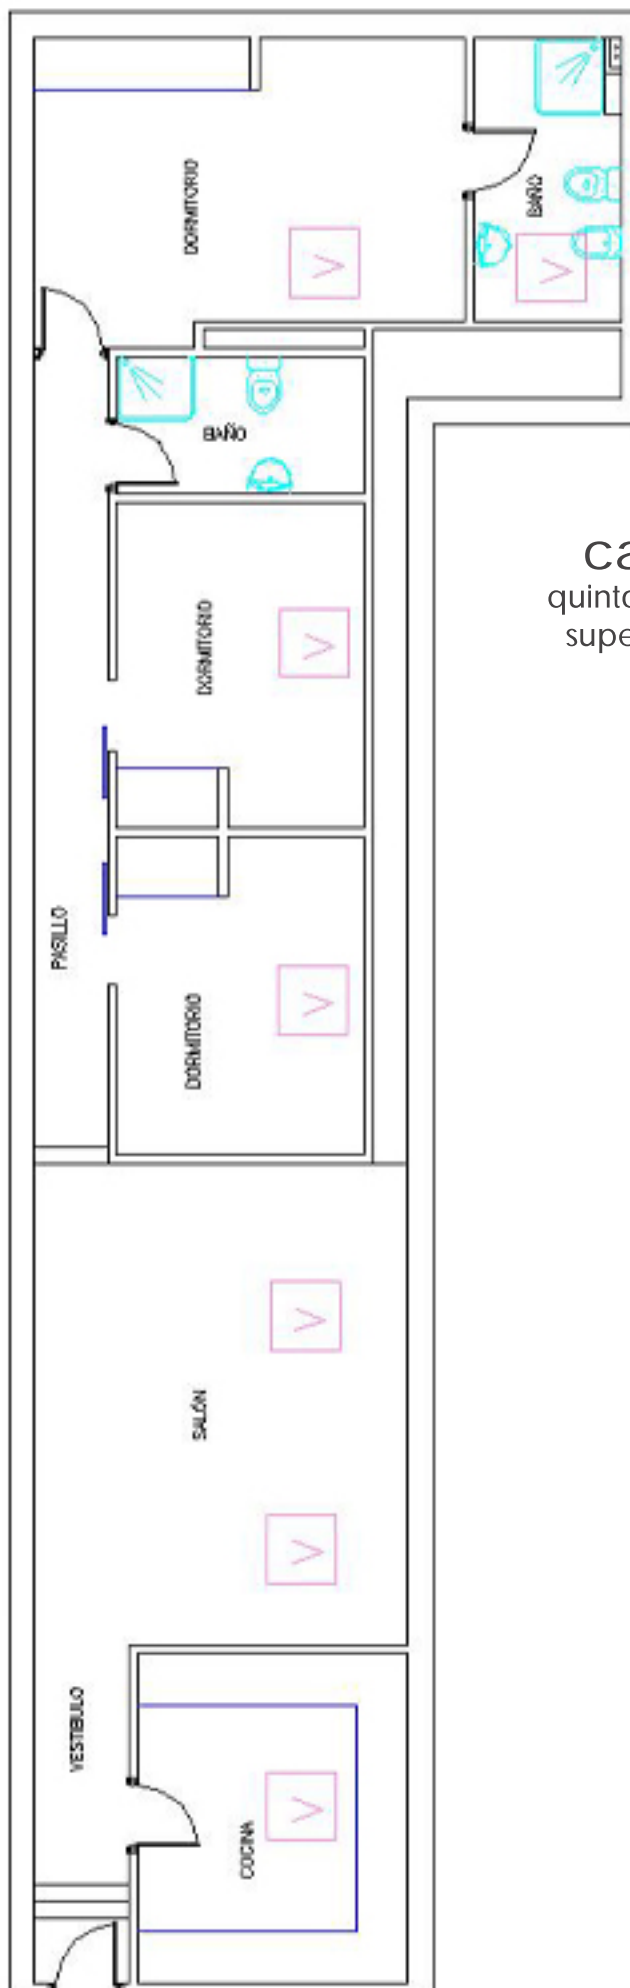 DORMITORIO
BAÑO
V
V
BAÑO
ca
quinto
supe
DORMITORIO
V
PASILLO
DORMITORIO
V
V
SALÓN
V
VESTIBULO
V
COCINA